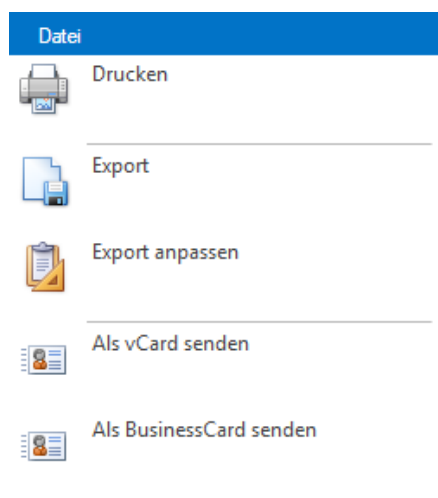 Datei
Drucken
Export
Export anpassen
Als vCard senden
Als BusinessCard senden